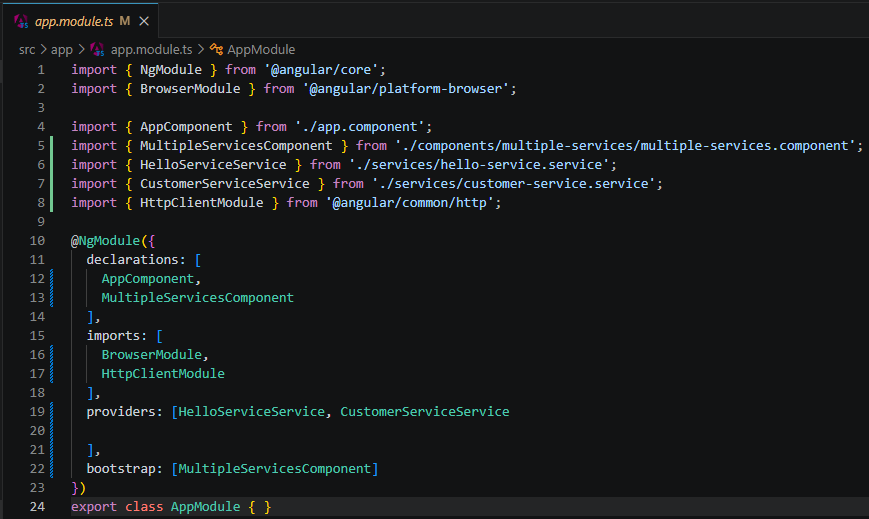 app.module.ts M
src > app > app.module.ts > AppModule
1 import { NgModule } from '@angular/core';
2 import { BrowserModule } from '@angular/platform-browser';
3
4 import { AppComponent } from './app.component';
5 import { MultipleServicesComponent } from './components/multiple-services/multiple-services.component';
6 import { HelloServiceService } from './services/hello-service.service';
7 import { CustomerServiceService } from './services/customer-service.service';
8 import { HttpClientModule } from '@angular/common/http';
9
10 @NgModule({
11   declarations: [
12     AppComponent,
13     MultipleServicesComponent
14   ],
15   imports: [
16     BrowserModule,
17     HttpClientModule
18   ],
19   providers: [HelloServiceService, CustomerServiceService
20
21   ],
22   bootstrap: [MultipleServicesComponent]
23 })
24 export class AppModule { }